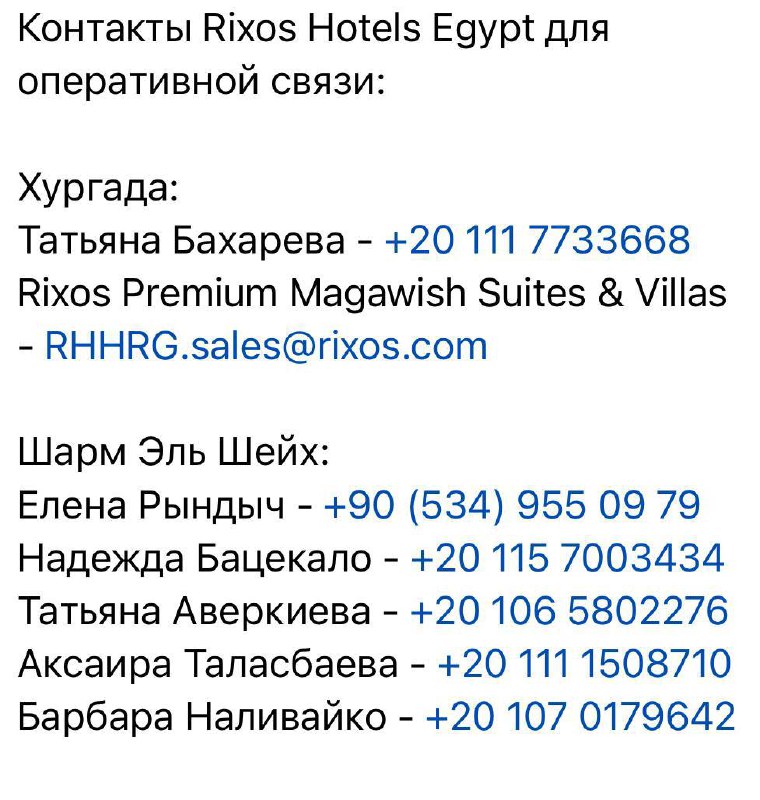 Контакты Rixos Hotels Egypt для
оперативной связи:
Хургада:
Татьяна Бахарева - +20 111 7733668
Rixos Premium Magawish Suites & Villas
- RHHRG.sales@rixos.com
Шарм Эль Шейх:
Елена Рындыч - +90 (534) 955 09 79
Надежда Бацекало - +20 115 7003434
Татьяна Аверкиева - +20 106 5802276
Аксаира Таласбаева - +20 111 1508710
Барбара Наливайко - +20 107 0179642